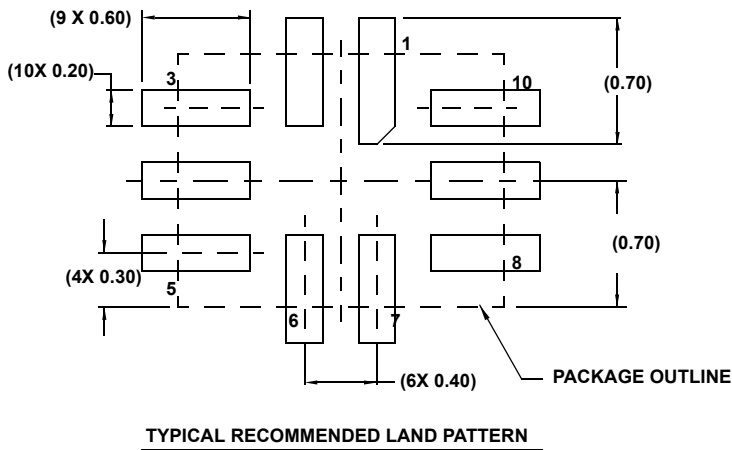 (9 X 0.60)
1
(10X 0.20)
3
10
(0.70)
(0.70)
(4X 0.30)
5
8
6
7
(6X 0.40)
PACKAGE OUTLINE
TYPICAL RECOMMENDED LAND PATTERN